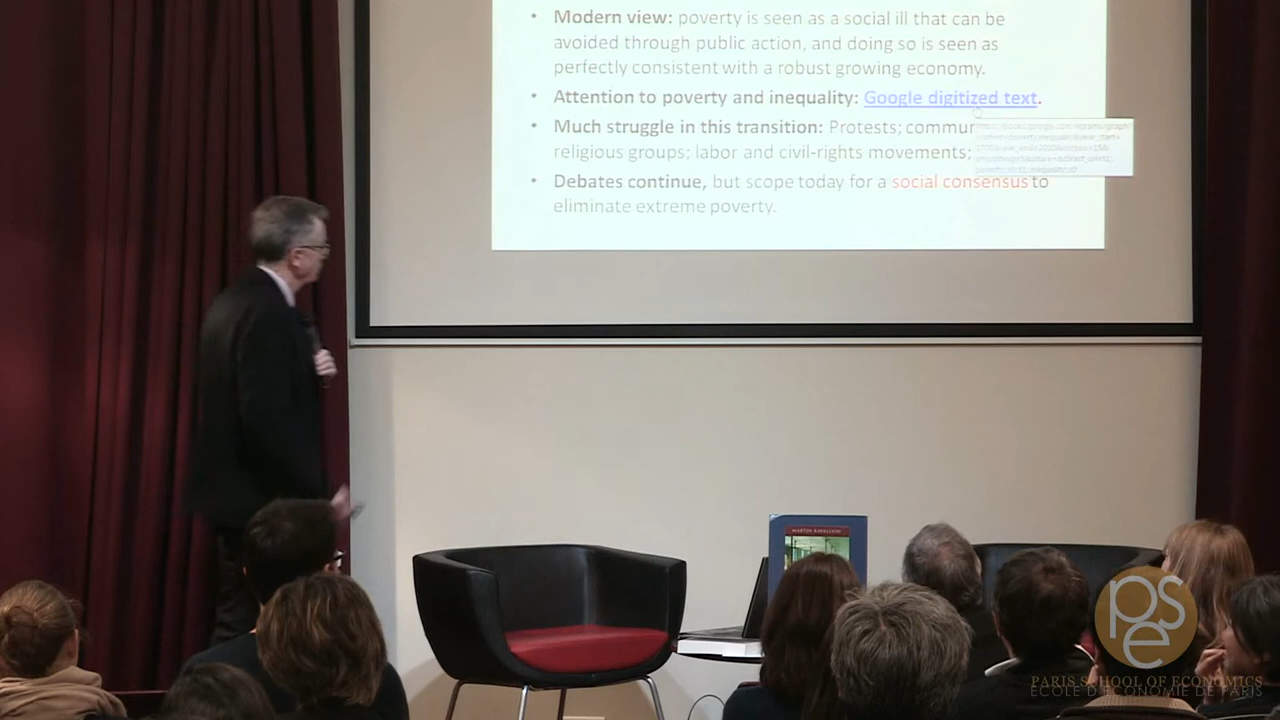 • Modern view: poverty is seen as a social ill that can be
avoided through public action, and doing so is seen as
perfectly consistent with a robust growing economy.
• Attention to poverty and inequality: Google digitized text.
• Much struggle in this transition: Protests; commun
religious groups; labor and civil-rights movements;
• Debates continue, but scope today for a social consensus to
eliminate extreme poverty.
MARTIN RAVALLION
pse
PARIS SCHOOL OF ECONOMICS
ÉCOLE D'ÉCONOMIE DE PARIS